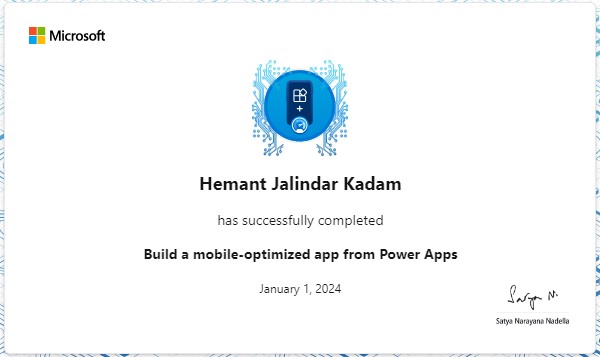 Microsoft
Hemant Jalindar Kadam
has successfully completed
Build a mobile-optimized app from Power Apps
January 1, 2024
Satya N.
Satya Narayana Nadella